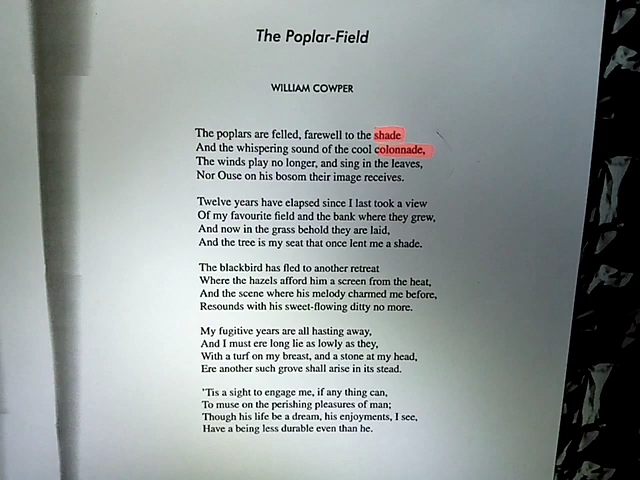 The Poplar-Field
WILLIAM COWPER
The poplars are felled, farewell to the shade
And the whispering sound of the cool colonnade,
The winds play no longer, and sing in the leaves,
Nor Ouse on his bosom their image receives.
Twelve years have elapsed since I last took a view
Of my favourite field and the bank where they grew,
And now in the grass behold they are laid,
And the tree is my seat that once lent me a shade.
The blackbird has fled to another retreat
Where the hazels afford him a screen from the heat,
And the scene where his melody charmed me before,
Resounds with his sweet-flowing ditty no more.
My fugitive years are all hasting away,
And I must ere long lie as lowly as they,
With a turf on my breast, and a stone at my head,
Ere another such grove shall arise in its stead.
'Tis a sight to engage me, if any thing can,
To muse on the perishing pleasures of man;
Though his life be a dream, his enjoyments, I see,
Have a being less durable even than he.